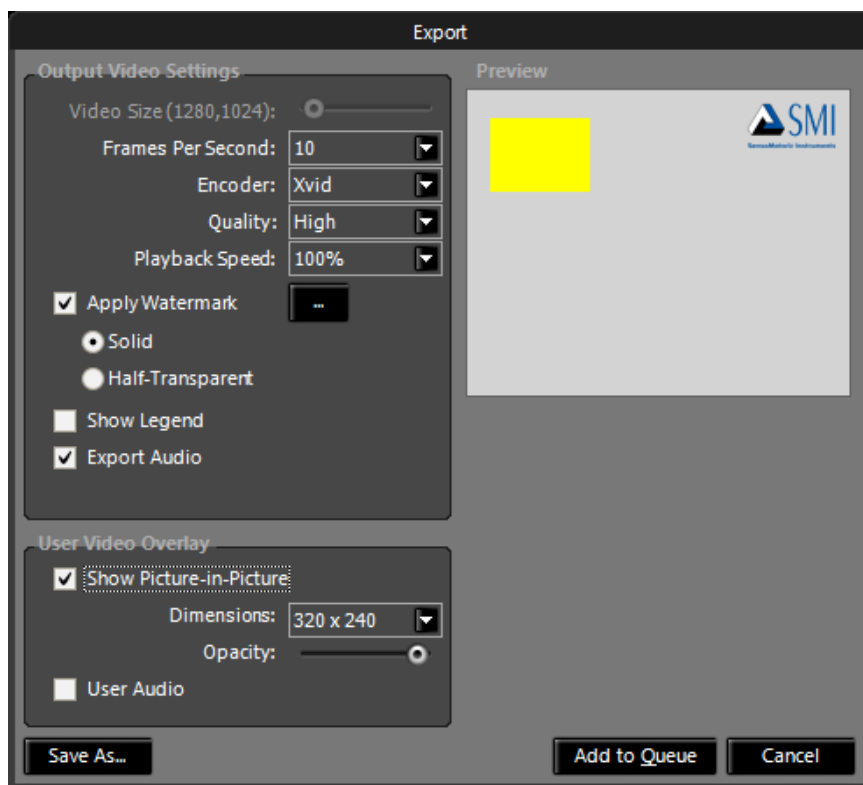 Export
Output Video Settings
Video Size (1280,1024):
Frames Per Second: 10
Encoder: Xvid
Quality: High
Playback Speed: 100%
Apply Watermark ...
Solid
Half-Transparent
Show Legend
Export Audio
User Video Overlay
Show Picture-in-Picture
Dimensions: 320 x 240
Opacity:
User Audio
Save As...
Preview
SMI
SensoMotoric Instruments
Add to Queue
Cancel